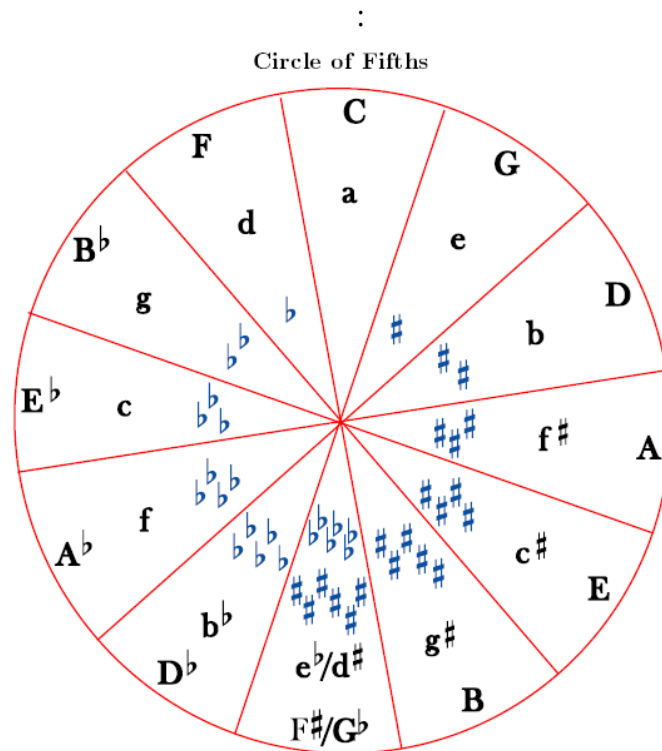 :
Circle of Fifths
C
a
G
e
♯
D
b
♯♯
A
f♯
♯♯♯
E
c♯
♯♯♯♯
B
g♯
♯♯♯♯♯
♭♭♭♭♭♭
♯♯♯♯♯♯
e♭/d♯
F♯/G♭
D♭
b♭
♭♭♭♭♭
A♭
f
♭♭♭♭
E♭
c
♭♭♭
B♭
g
♭♭
F
d
♭